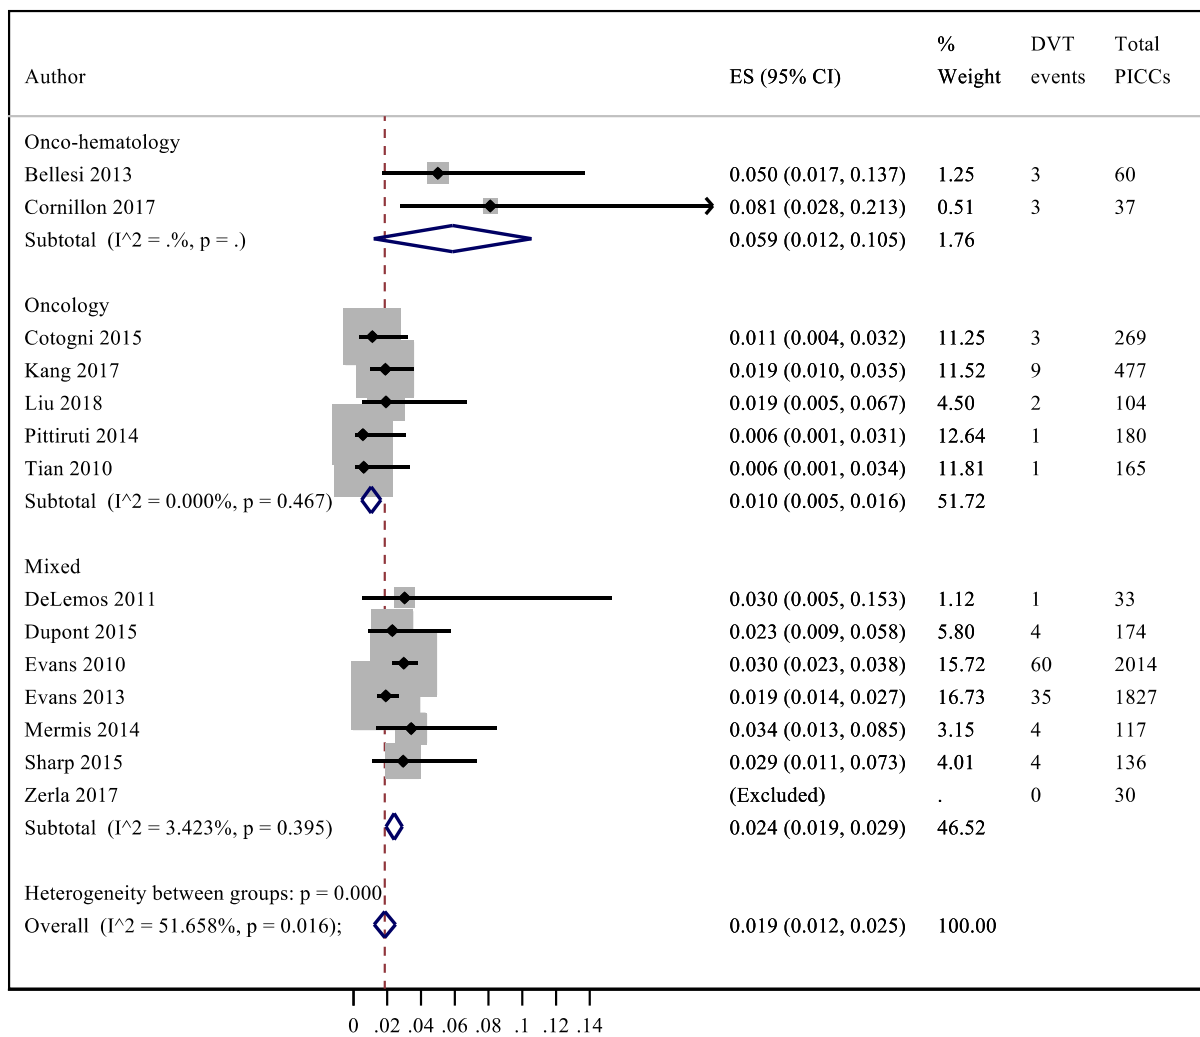 % DVT Total
Author ES (95% CI) Weight events PICCs
Onco-hematology
Bellesi 2013 0.050 (0.017, 0.137) 1.25 3 60
Cornillon 2017 0.081 (0.028, 0.213) 0.51 3 37
Subtotal (I^2 = .%, p = .) 0.059 (0.012, 0.105) 1.76
Oncology
Cotogni 2015 0.011 (0.004, 0.032) 11.25 3 269
Kang 2017 0.019 (0.010, 0.035) 11.52 9 477
Liu 2018 0.019 (0.005, 0.067) 4.50 2 104
Pittiruti 2014 0.006 (0.001, 0.031) 12.64 1 180
Tian 2010 0.006 (0.001, 0.034) 11.81 1 165
Subtotal (I^2 = 0.000%, p = 0.467) 0.010 (0.005, 0.016) 51.72
Mixed
DeLemos 2011 0.030 (0.005, 0.153) 1.12 1 33
Dupont 2015 0.023 (0.009, 0.058) 5.80 4 174
Evans 2010 0.030 (0.023, 0.038) 15.72 60 2014
Evans 2013 0.019 (0.014, 0.027) 16.73 35 1827
Mermis 2014 0.034 (0.013, 0.085) 3.15 4 117
Sharp 2015 0.029 (0.011, 0.073) 4.01 4 136
Zerla 2017 (Excluded) . 0 30
Subtotal (I^2 = 3.423%, p = 0.395) 0.024 (0.019, 0.029) 46.52
Heterogeneity between groups: p = 0.000
Overall (I^2 = 51.658%, p = 0.016); 0.019 (0.012, 0.025) 100.00
0 .02 .04 .06 .08 .1 .12 .14